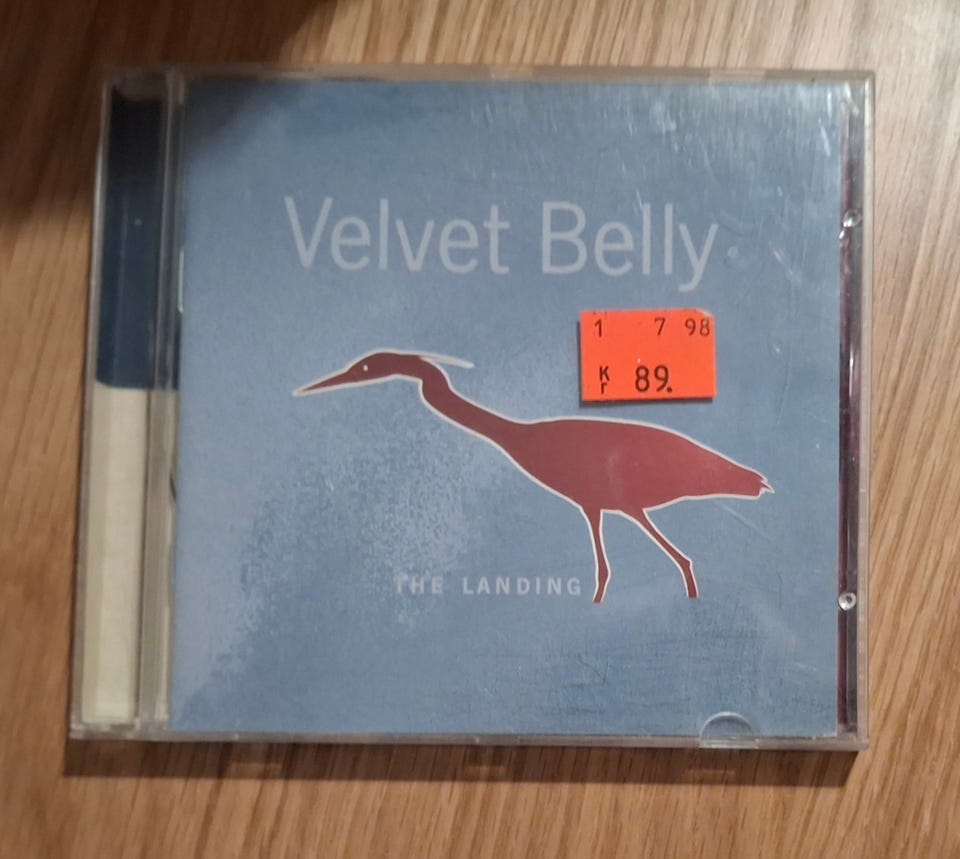 Velvet Belly
1 7 98
Kr 89.
THE LANDING